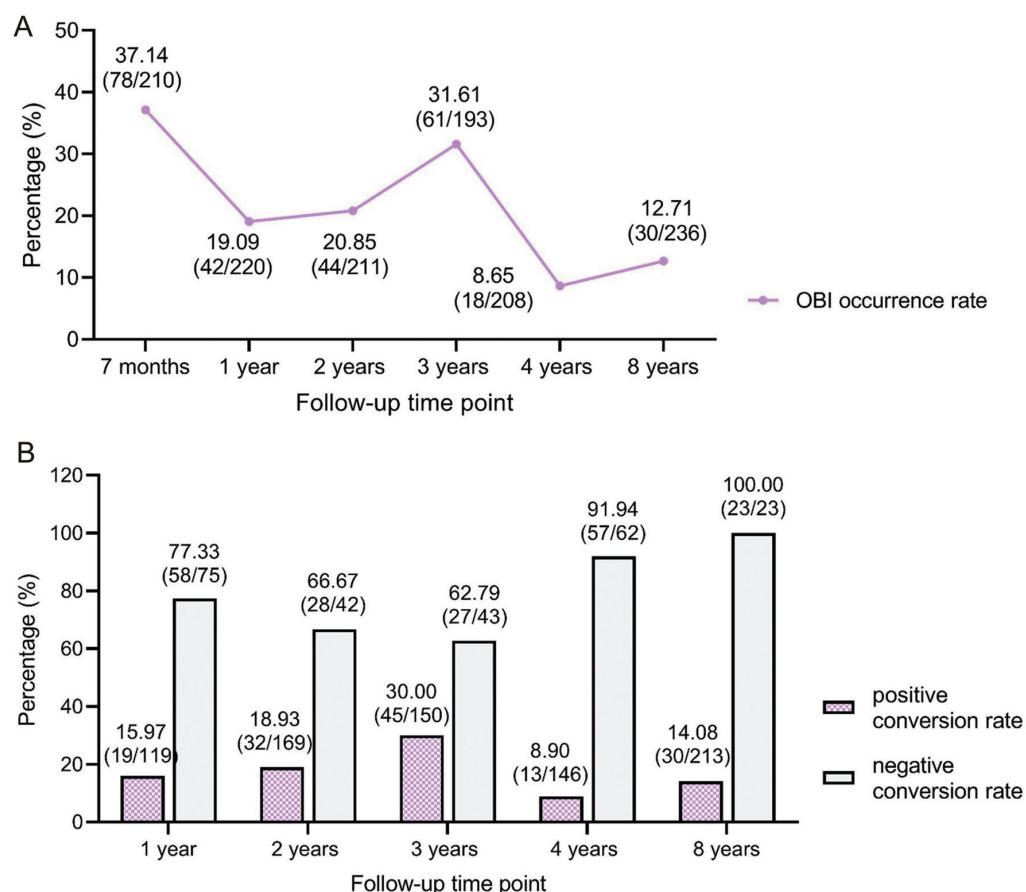 A
Percentage (%)
50
40
30
20
10
0
37.14
(78/210)
19.09
(42/220)
20.85
(44/211)
31.61
(61/193)
8.65
(18/208)
12.71
(30/236)
7 months
1 year
2 years
3 years
4 years
8 years
Follow-up time point
OBI occurrence rate
B
Percentage (%)
120
100
80
60
40
20
0
15.97
(19/119)
77.33
(58/75)
18.93
(32/169)
66.67
(28/42)
30.00
(45/150)
62.79
(27/43)
8.90
(13/146)
91.94
(57/62)
14.08
(30/213)
100.00
(23/23)
1 year
2 years
3 years
4 years
8 years
Follow-up time point
positive
conversion rate
negative
conversion rate